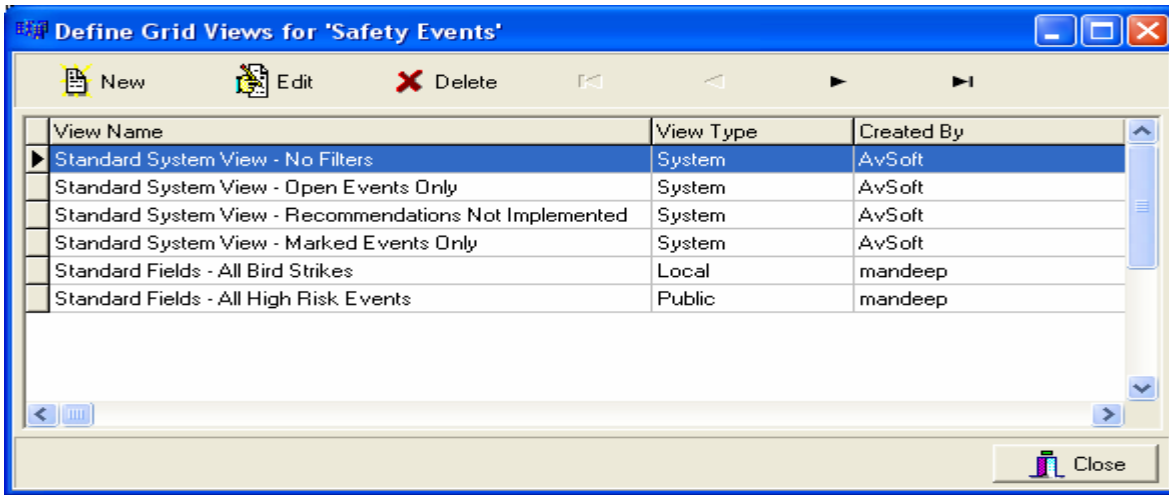 Define Grid Views for 'Safety Events'
New Edit Delete
View Name View Type Created By
Standard System View - No Filters System AvSoft
Standard System View - Open Events Only System AvSoft
Standard System View - Recommendations Not Implemented System AvSoft
Standard System View - Marked Events Only System AvSoft
Standard Fields - All Bird Strikes Local mandeep
Standard Fields - All High Risk Events Public mandeep
Close